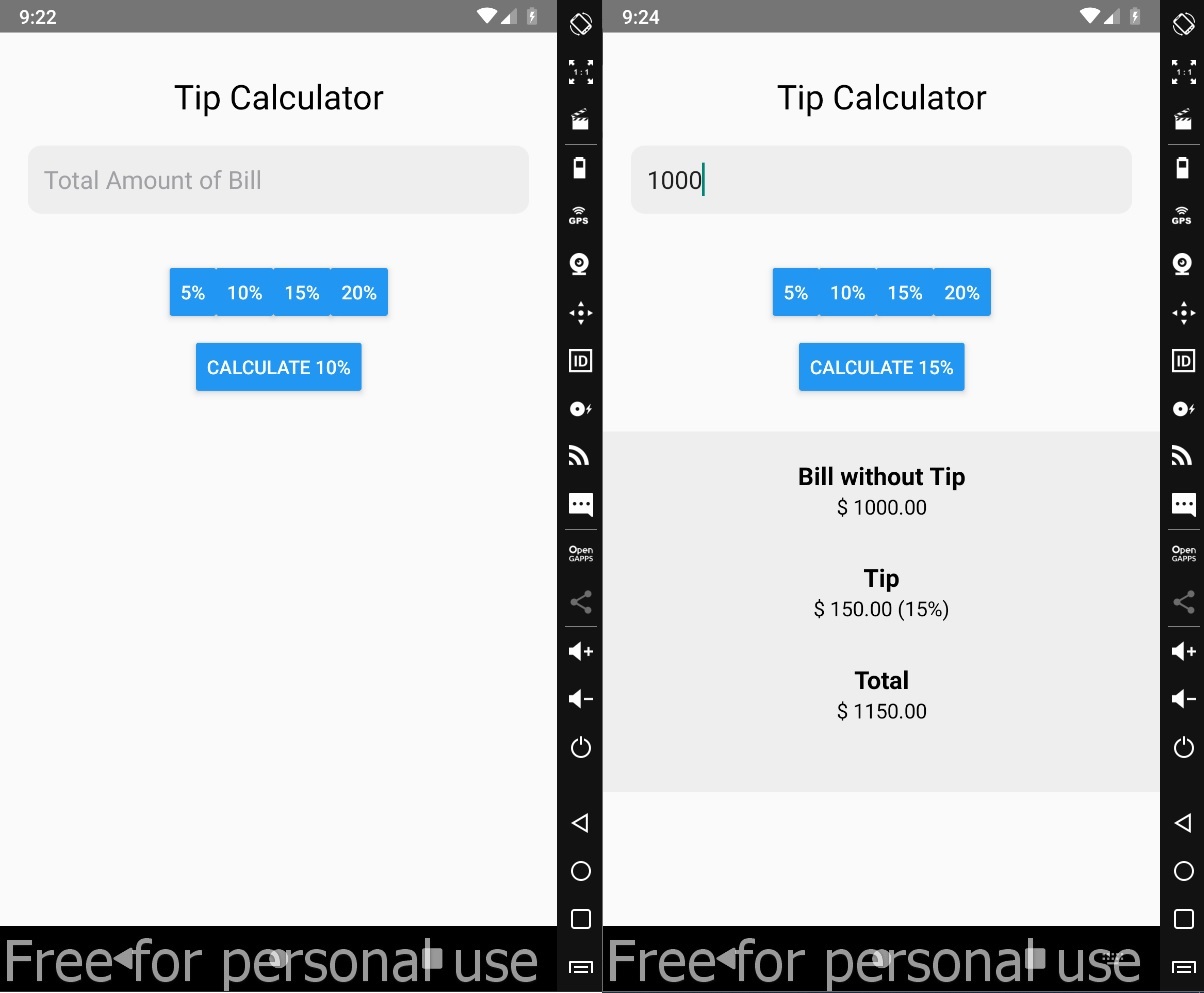 9:22
Tip Calculator
Total Amount of Bill
5% 10% 15% 20%
CALCULATE 10%
Free for personal use
1:1
GPS
ID
Open
GAPPS
9:24
Tip Calculator
1000
5% 10% 15% 20%
CALCULATE 15%
Bill without Tip
$ 1000.00
Tip
$ 150.00 (15%)
Total
$ 1150.00
Free for personal use
1:1
GPS
ID
Open
GAPPS